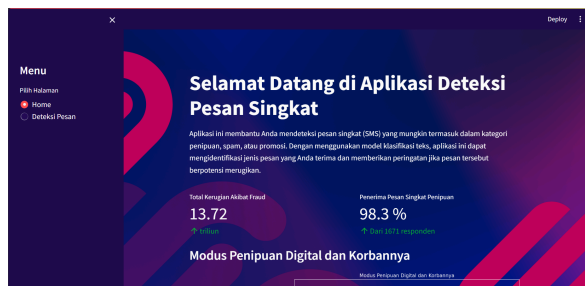 Deploy
Menu
Pilih Halaman
Home
Deteksi Pesan
Selamat Datang di Aplikasi Deteksi
Pesan Singkat
Aplikasi ini membantu Anda mendeteksi pesan singkat (SMS) yang mungkin termasuk dalam kategori
penipuan, spam, atau promosi. Dengan menggunakan model klasifikasi teks, aplikasi ini dapat
mengidentifikasi jenis pesan yang Anda terima dan memberikan peringatan jika pesan tersebut
berpotensi merugikan.
Total Kerugian Akibat Fraud
13.72
↑ triliun
Penerima Pesan Singkat Penipuan
98.3 %
↑ Dari 1671 responden
Modus Penipuan Digital dan Korbannya
Modus Penipuan Digital dan Korbannya